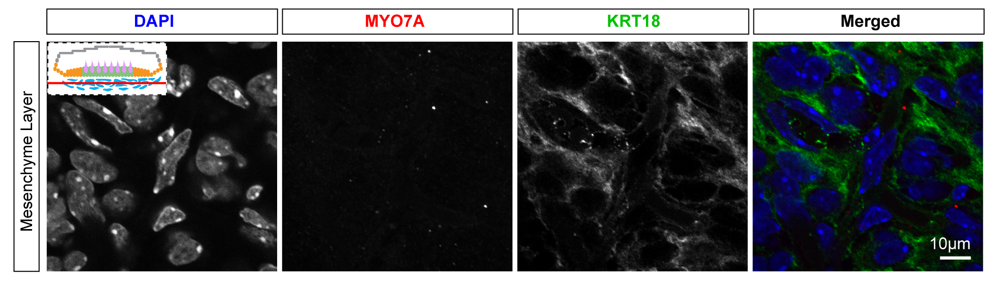 DAPI
MYO7A
KRT18
Merged
Mesenchyme Layer
10µm